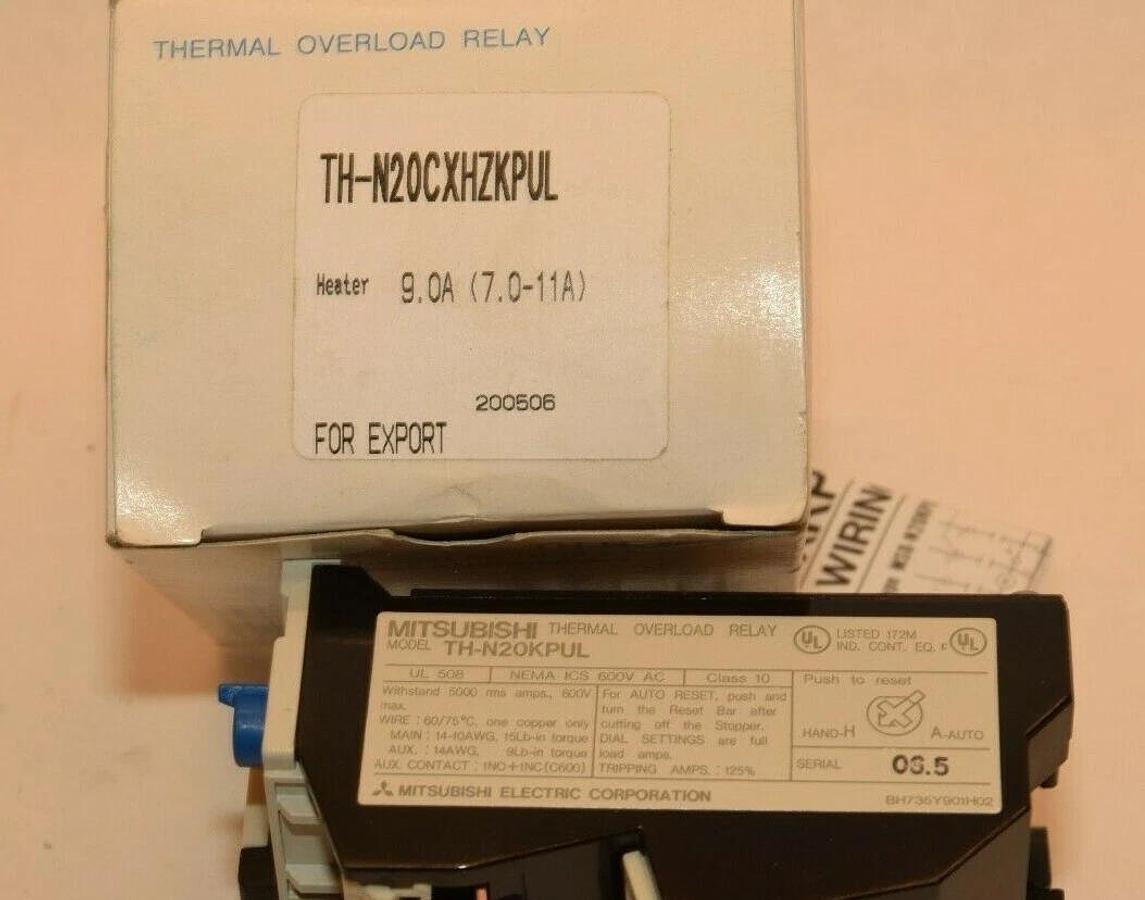 THERMAL OVERLOAD RELAY
TH-N20CXHZKPUL
Heater 9.0A (7.0-11A)
200506
FOR EXPORT
WIRIN
MITSUBISHI THERMAL OVERLOAD RELAY
MODEL TH-N20KPUL
UL LISTED 172M UL
IND. CONT. EQ. F
UL 508 NEMA ICS 600V AC Class 10
Withstand 5000 rms amps., 600V
max.
WIRE : 60/75°C, one copper only
MAIN : 14-10AWG, 15Lb-in torque
AUX. : 14AWG, 9Lb-in torque
AUX. CONTACT : 1NO+1NC(C600)
For AUTO RESET, push and
turn the Reset Bar after
cutting off the Stopper.
DIAL SETTINGS are full
load amps.
TRIPPING AMPS. : 125%
Push to reset
HAND-H A-AUTO
SERIAL 06.5
MITSUBISHI ELECTRIC CORPORATION
BH735Y901H02